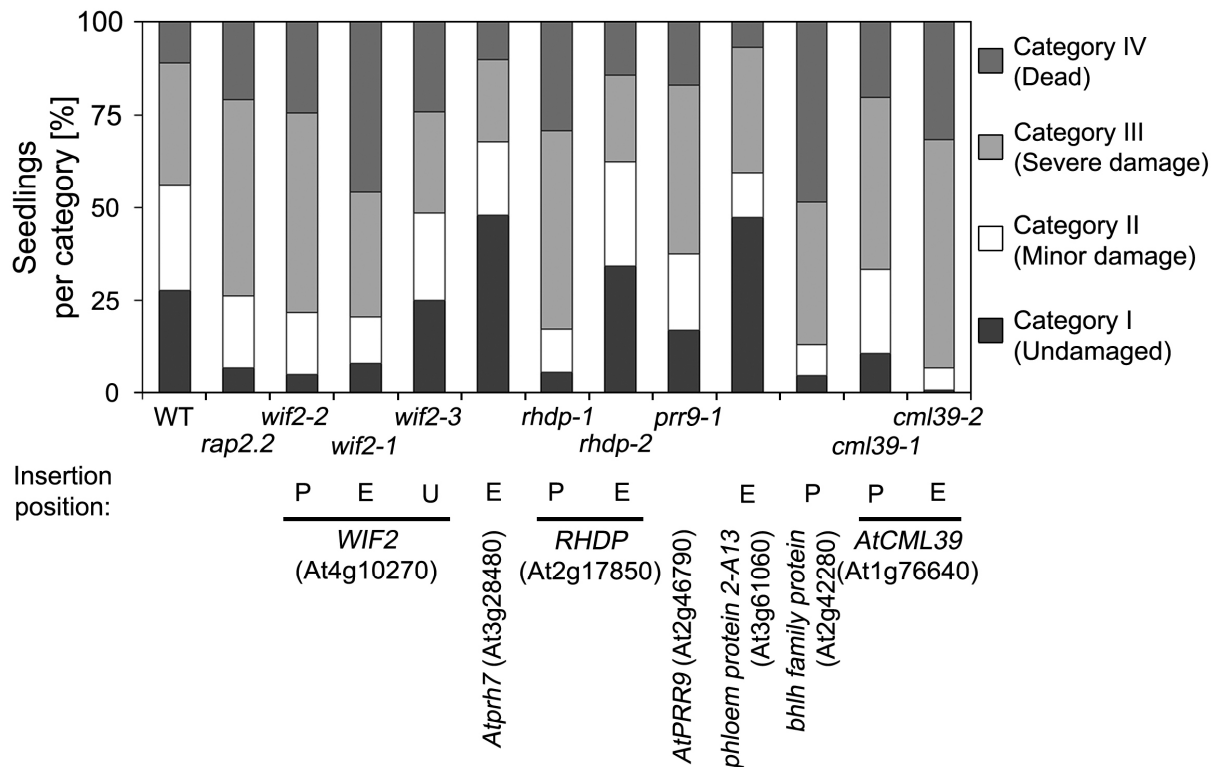 Seedlings
per category [%]
100
75
50
25
0
Category IV
(Dead)
Category III
(Severe damage)
Category II
(Minor damage)
Category I
(Undamaged)
WT
rap2.2
wif2-2
wif2-1
wif2-3
rhdp-1
rhdp-2
prr9-1
cml39-1
cml39-2
Insertion
position:
P
E
U
E
P
E
E
P
P
E
WIF2
(At4g10270)
Atprh7 (At3g28480)
RHDP
(At2g17850)
AtPRR9 (At2g46790)
phloem protein 2-A13
(At3g61060)
bhlh family protein
(At2g42280)
AtCML39
(At1g76640)